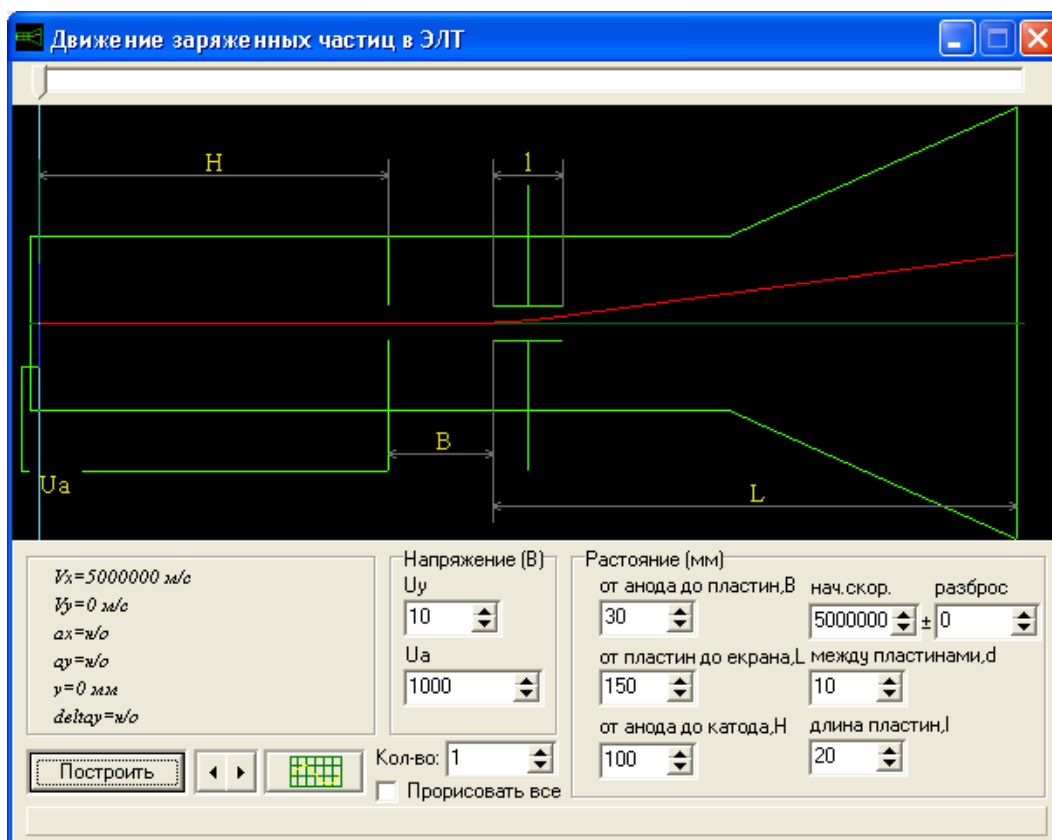 Движение заряженных частиц в ЭЛТ
H
l
B
Ua
L
Vx=5000000 м/с
Vy=0 м/с
ax=н/о
ay=н/о
y=0 мм
deltay=н/о
Напряжение (В)
Uy
10
Ua
1000
Растояние (мм)
от анода до пластин,B
30
нач.скор.
5000000
±
разброс
0
от пластин до екрана,L
150
между пластинами,d
10
от анода до катода,H
100
длина пластин,l
20
Построить
Кол-во: 1
Прорисовать все